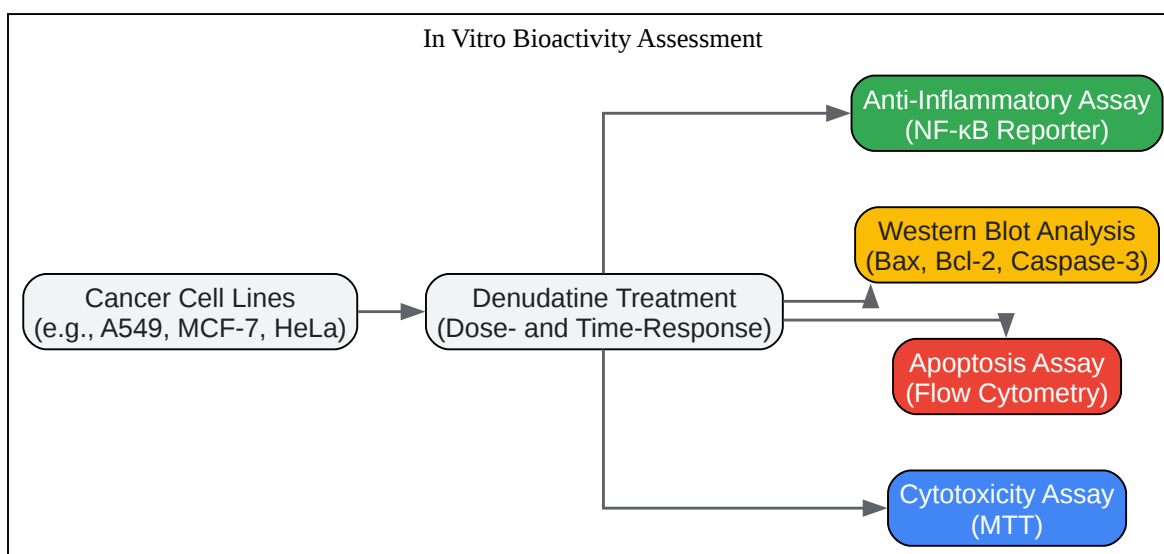 In Vitro Bioactivity Assessment
Anti-Inflammatory Assay
(NF-κB Reporter)
Western Blot Analysis
(Bax, Bcl-2, Caspase-3)
Cancer Cell Lines
(e.g., A549, MCF-7, HeLa)
Denudatine Treatment
(Dose- and Time-Response)
Apoptosis Assay
(Flow Cytometry)
Cytotoxicity Assay
(MTT)